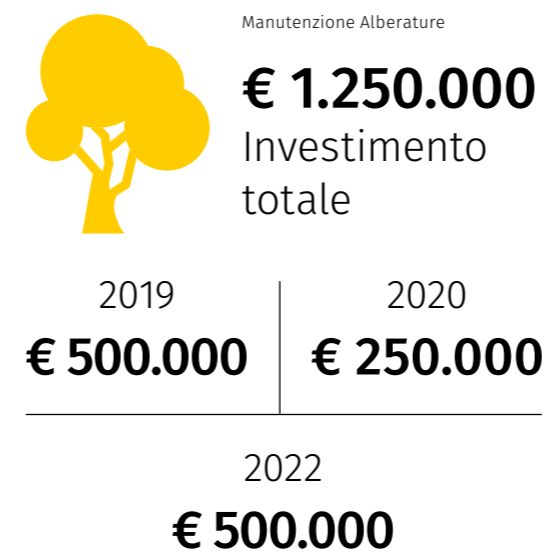 Manutenzione Alberature
€ 1.250.000
Investimento
totale
2019
€ 500.000
2020
€ 250.000
2022
€ 500.000